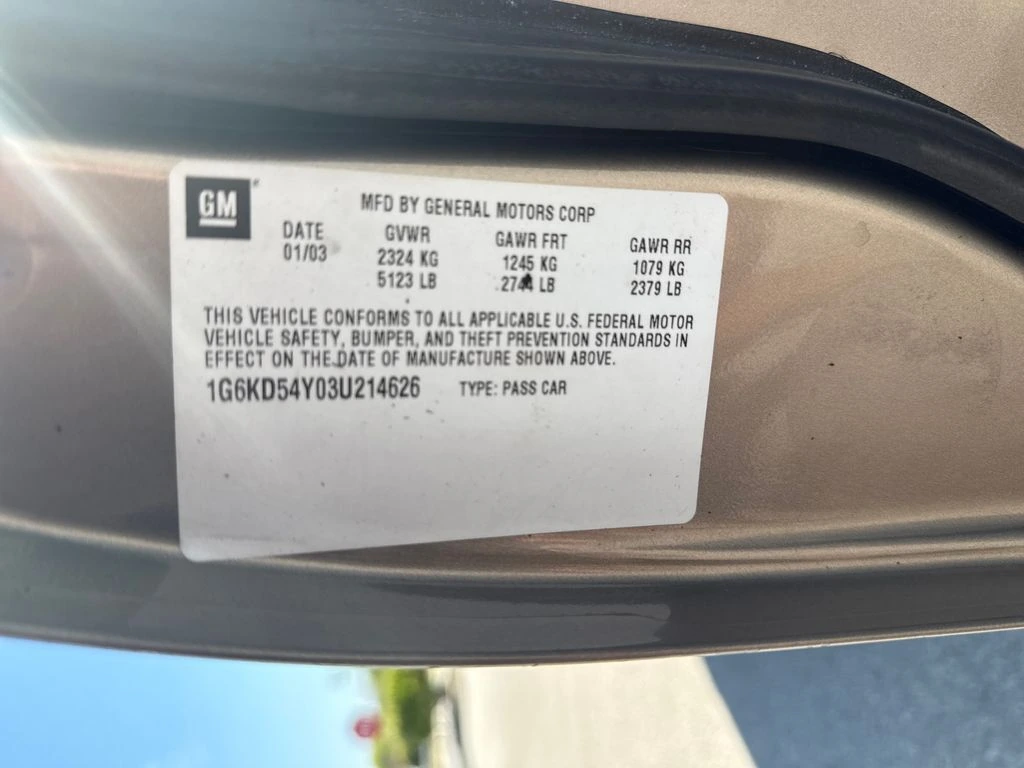 GM
MFD BY GENERAL MOTORS CORP
DATE GVWR GAWR FRT GAWR RR
01/03 2324 KG 1245 KG 1079 KG
5123 LB 2744 LB 2379 LB
THIS VEHICLE CONFORMS TO ALL APPLICABLE U.S. FEDERAL MOTOR
VEHICLE SAFETY, BUMPER, AND THEFT PREVENTION STANDARDS IN
EFFECT ON THE DATE OF MANUFACTURE SHOWN ABOVE.
1G6KD54Y03U214626 TYPE: PASS CAR